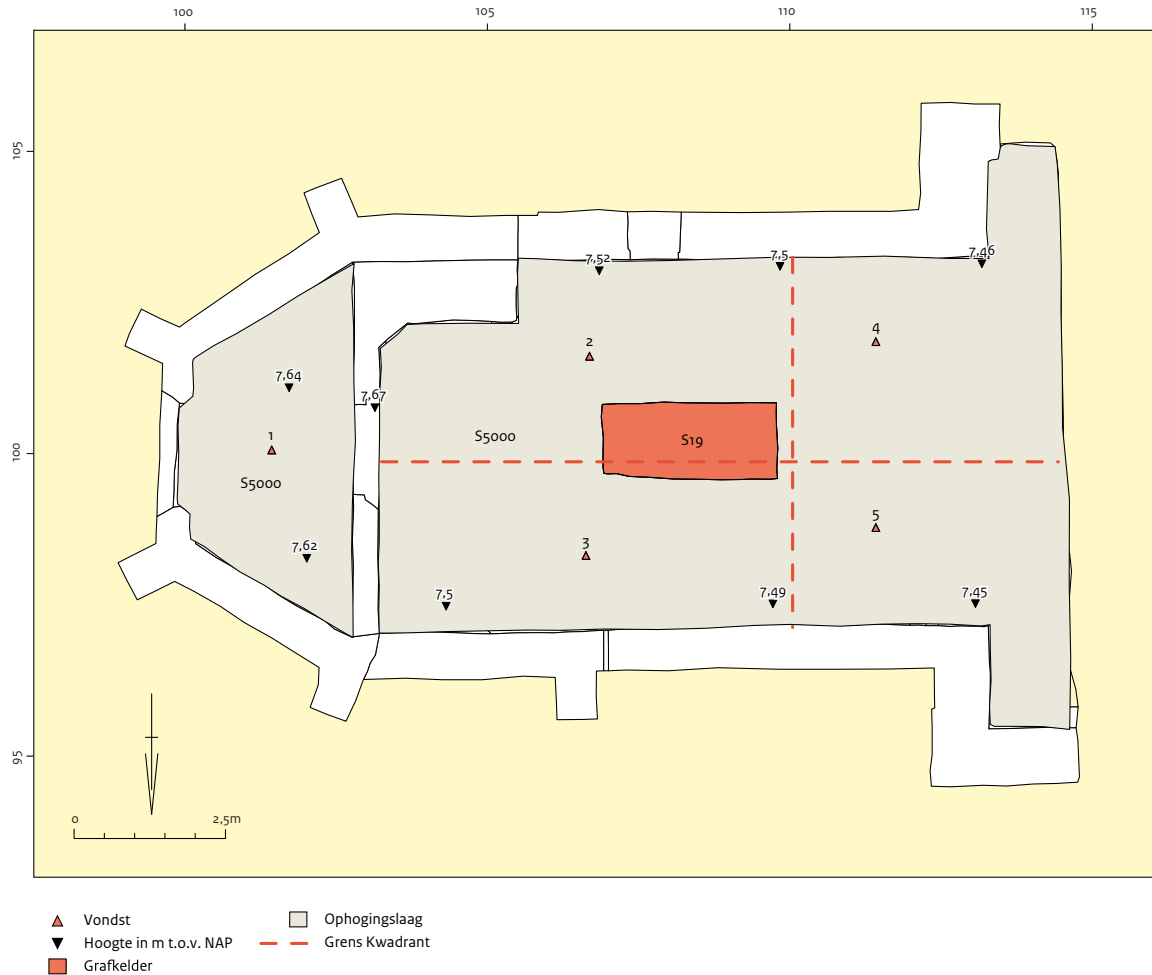 100 105 110 115
105
7,52 7,5 7,46
2 4
7,64
7,67
1 S5000 S19
100
S5000
5
3
7,62
7,5 7,49 7,45
95
0 2,5m
Vondst
Hoogte in m t.o.v. NAP
Grafkelder
Ophogingslaag
Grens Kwadrant